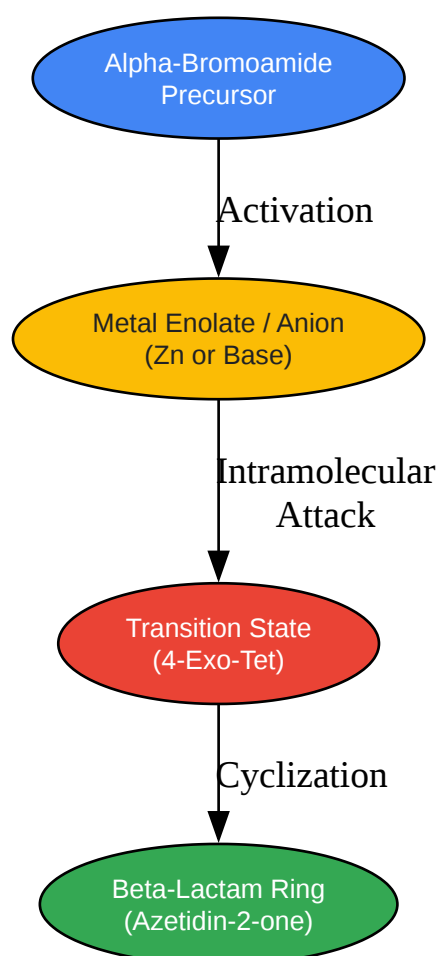 Alpha-Bromoamide
Precursor
Activation
Metal Enolate / Anion
(Zn or Base)
Intramolecular
Attack
Transition State
(4-Exo-Tet)
Cyclization
Beta-Lactam Ring
(Azetidin-2-one)